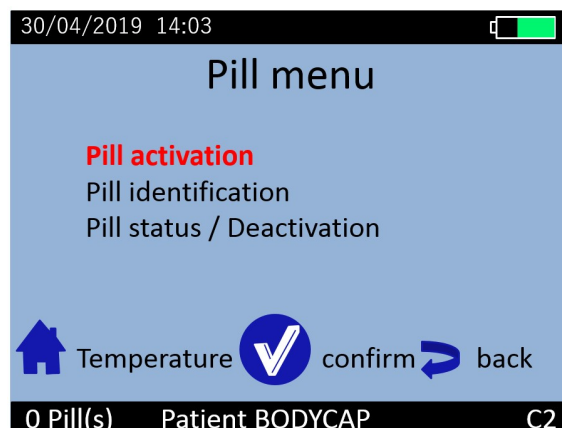 30/04/2019 14:03
Pill menu
Pill activation
Pill identification
Pill status / Deactivation
Temperature confirm back
0 Pill(s) Patient BODYCAP C2